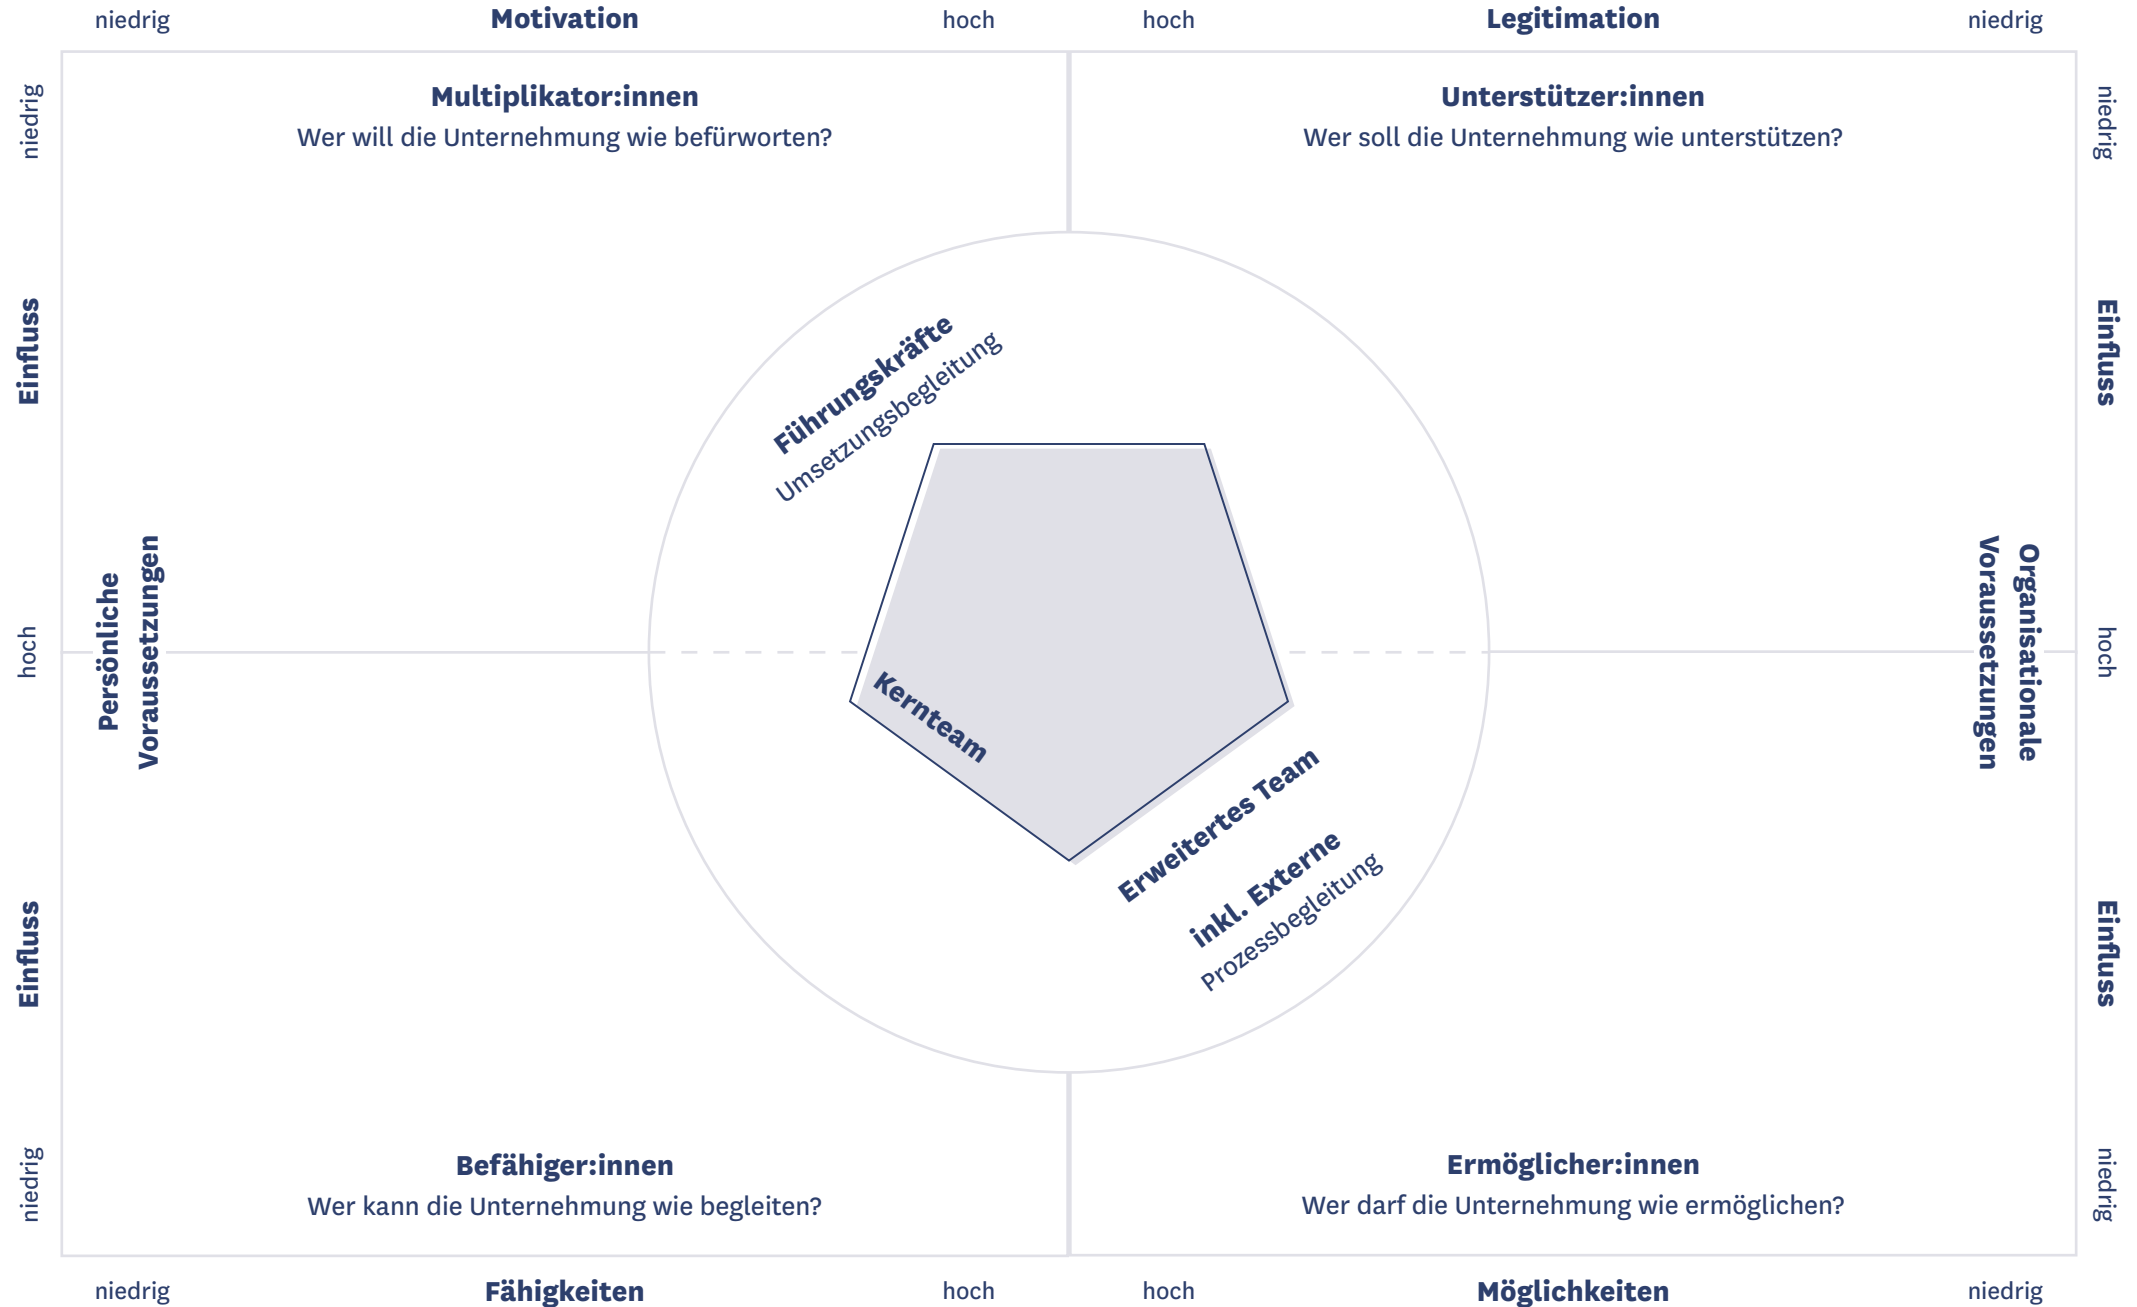 niedrig Motivation hoch hoch Legitimation niedrig
niedrig
Einfluss
hoch
Einfluss
niedrig
Multiplikator:innen
Wer will die Unternehmung wie befürworten?
Unterstützer:innen
Wer soll die Unternehmung wie unterstützen?
Persönliche
Voraussetzungen
Führungskräfte
Umsetzungsbegleitung
Kernteam
Erweitertes Team
inkl. Externe
Prozessbegleitung
Organisationale
Voraussetzungen
Befähiger:innen
Wer kann die Unternehmung wie begleiten?
Ermöglicher:innen
Wer darf die Unternehmung wie ermöglichen?
niedrig
Einfluss
hoch
Einfluss
niedrig
niedrig Fähigkeiten hoch hoch Möglichkeiten niedrig